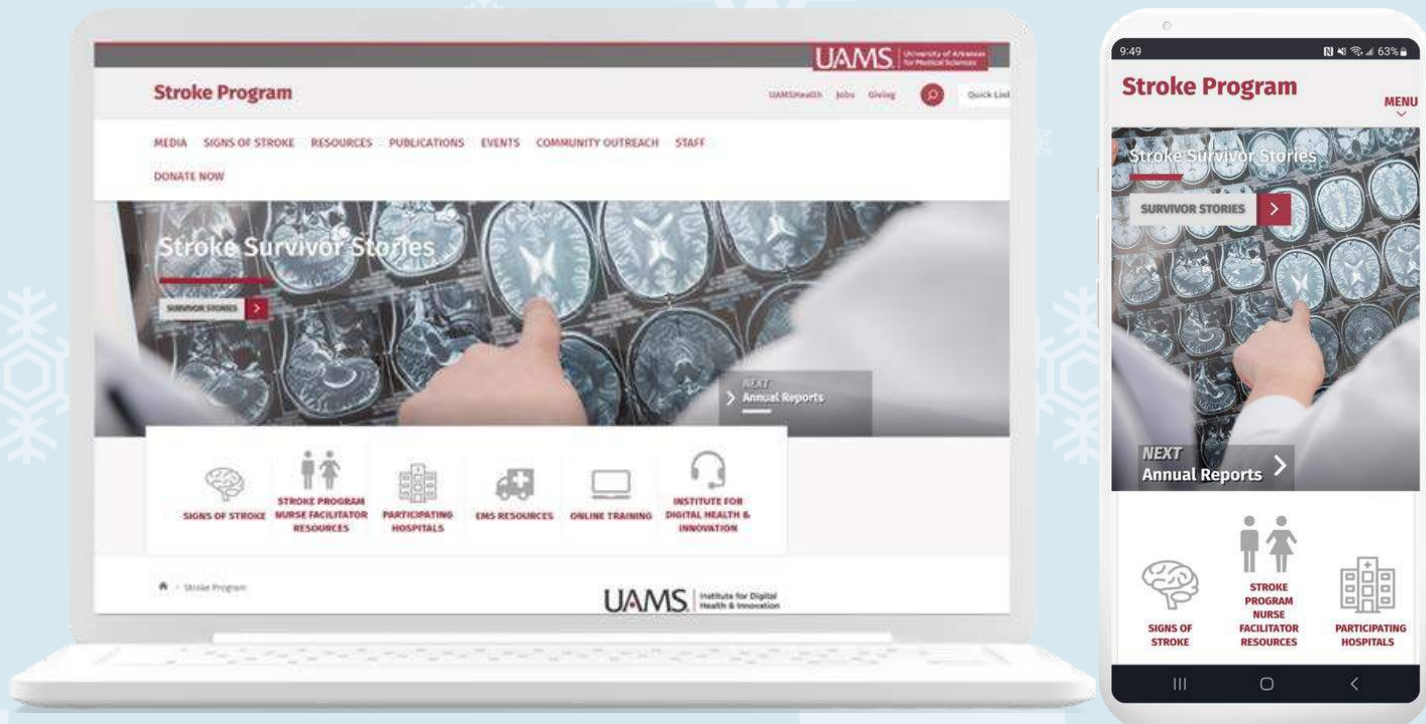 UAMS University of Arkansas
for Medical Sciences
Stroke Program
UAMSHealth Jobs Giving Quick Lin
MEDIA SIGNS OF STROKE RESOURCES PUBLICATIONS EVENTS COMMUNITY OUTREACH STAFF
DONATE NOW
Stroke Survivor Stories
SURVIVOR STORIES
NEXT
Annual Reports
SIGNS OF STROKE
STROKE PROGRAM
NURSE FACILITATOR
RESOURCES
PARTICIPATING
HOSPITALS
EMS RESOURCES
ONLINE TRAINING
INSTITUTE FOR
DIGITAL HEALTH &
INNOVATION
Stroke Program
UAMS Institute for Digital
Health & Innovation
9:49 63%
Stroke Program
MENU
Stroke Survivor Stories
SURVIVOR STORIES
NEXT
Annual Reports
SIGNS OF
STROKE
STROKE
PROGRAM
NURSE
FACILITATOR
RESOURCES
PARTICIPATING
HOSPITALS